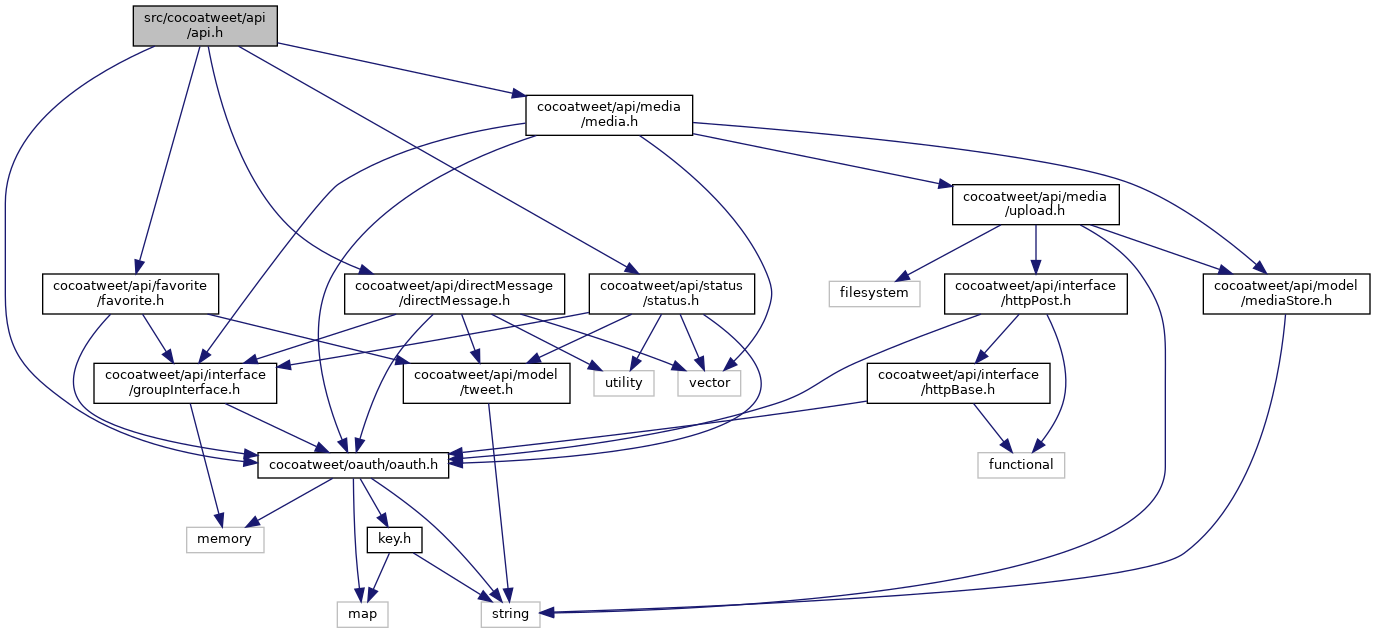 src/cocoatweet/api
/api.h
cocoatweet/api/media
/media.h
cocoatweet/api/media
/upload.h
cocoatweet/api/favorite
/favorite.h
cocoatweet/api/directMessage
/directMessage.h
cocoatweet/api/status
/status.h
filesystem
cocoatweet/api/interface
/httpPost.h
cocoatweet/api/model
/mediaStore.h
cocoatweet/api/interface
/groupInterface.h
cocoatweet/api/model
/tweet.h
utility
vector
cocoatweet/api/interface
/httpBase.h
cocoatweet/oauth/oauth.h
functional
memory
key.h
map
string